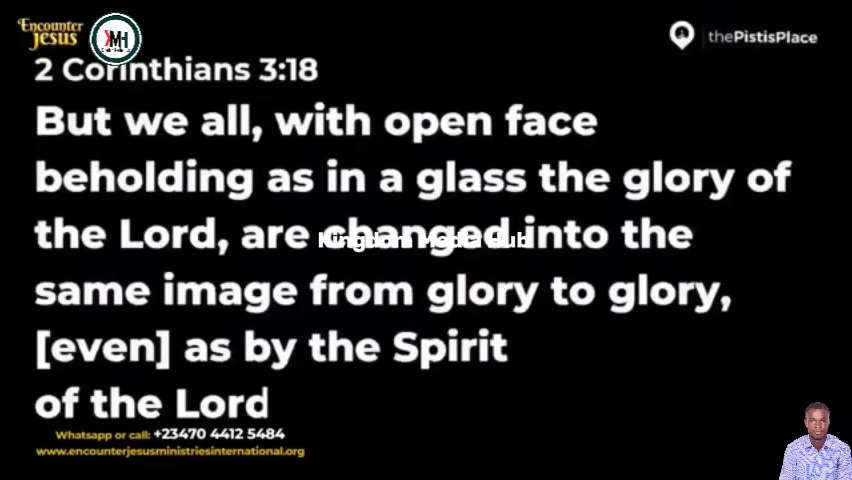 Encounter
Jesus
KMH
thePistisPlace
2 Corinthians 3:18
But we all, with open face
beholding as in a glass the glory of
the Lord, are changed into the
Kingdom Media Hub
same image from glory to glory,
[even] as by the Spirit
of the Lord
Whatsapp or call: +23470 4412 5484
www.encounterjesusministriesinternational.org